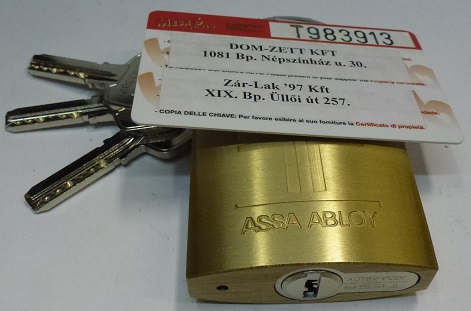 T983913
DOM-ZETT KFT
1081 Bp. Népszínház u. 30.
Zár-Lak '97 Kft
XIX. Bp. Üllői út 257.
- COPIA DELLE CHIAVE: Per favore esibire al suo fornitore la Certificato di propietá.
ASSA ABLOY